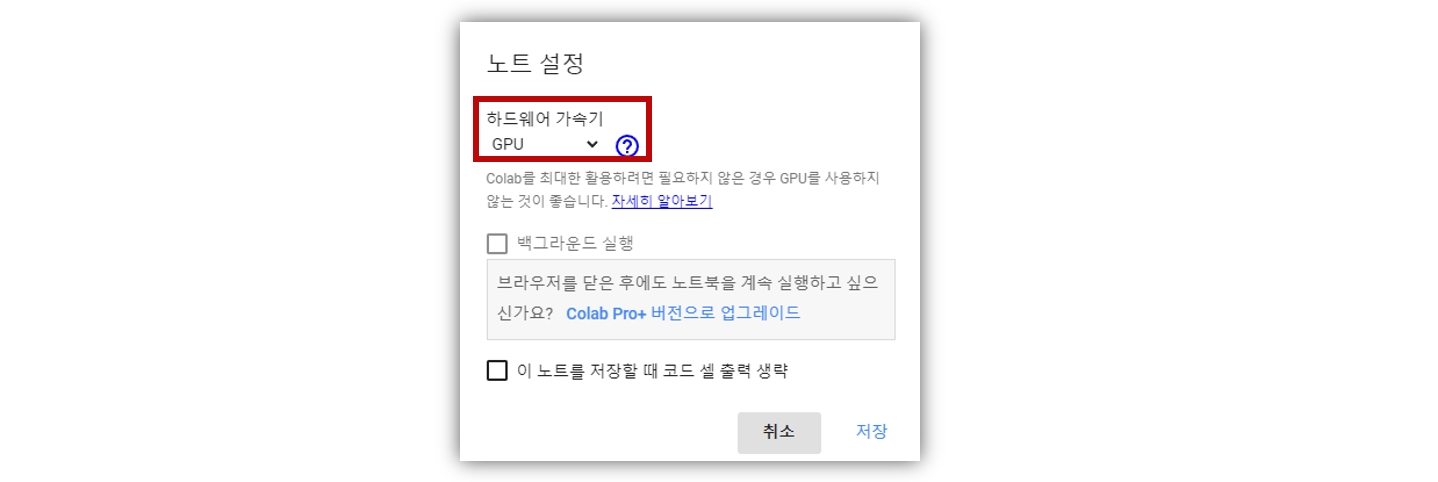 노트 설정
하드웨어 가속기
GPU
Colab를 최대한 활용하려면 필요하지 않은 경우 GPU를 사용하지
않는 것이 좋습니다. 자세히 알아보기
백그라운드 실행
브라우저를 닫은 후에도 노트북을 계속 실행하고 싶으
신가요? Colab Pro+ 버전으로 업그레이드
이 노트를 저장할 때 코드 셀 출력 생략
취소 저장